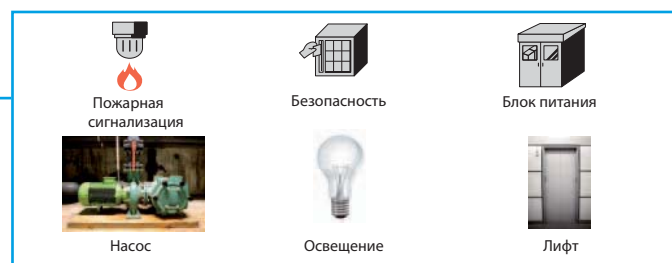 Пожарная
сигнализация
Безопасность
Блок питания
Насос
Освещение
Лифт